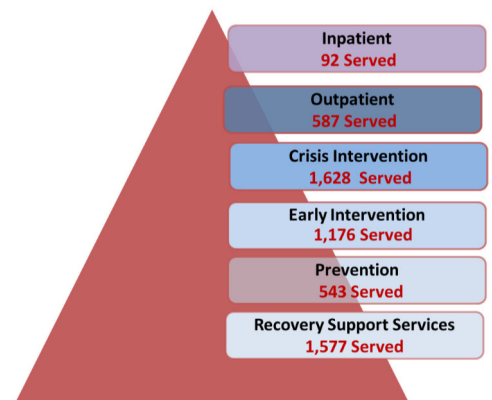 Inpatient
92 Served
Outpatient
587 Served
Crisis Intervention
1,628 Served
Early Intervention
1,176 Served
Prevention
543 Served
Recovery Support Services
1,577 Served